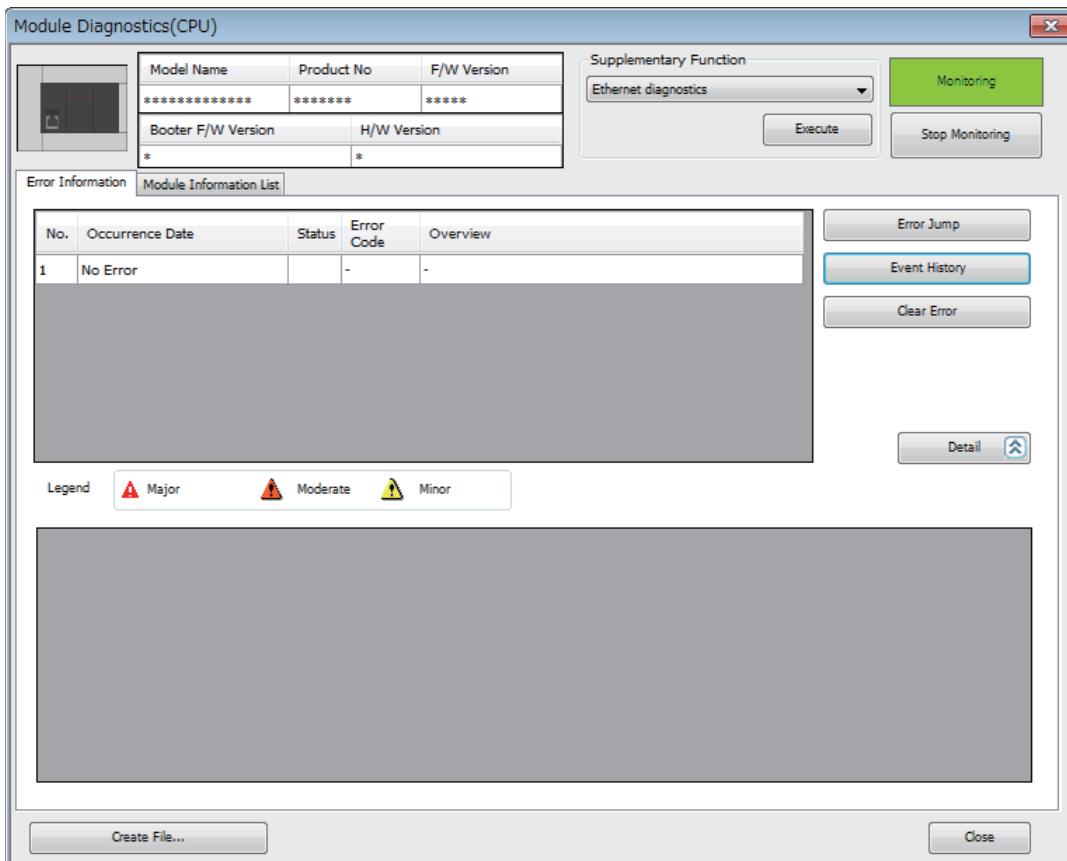 Module Diagnostics(CPU)
Model Name Product No F/W Version
************* ******* *****
Booter F/W Version H/W Version
* *
Supplementary Function
Ethernet diagnostics
Execute
Monitoring
Stop Monitoring
Error Information Module Information List
No. Occurrence Date Status Error Code Overview
1 No Error - -
Error Jump
Event History
Clear Error
Detail
Legend Major Moderate Minor
Create File... Close